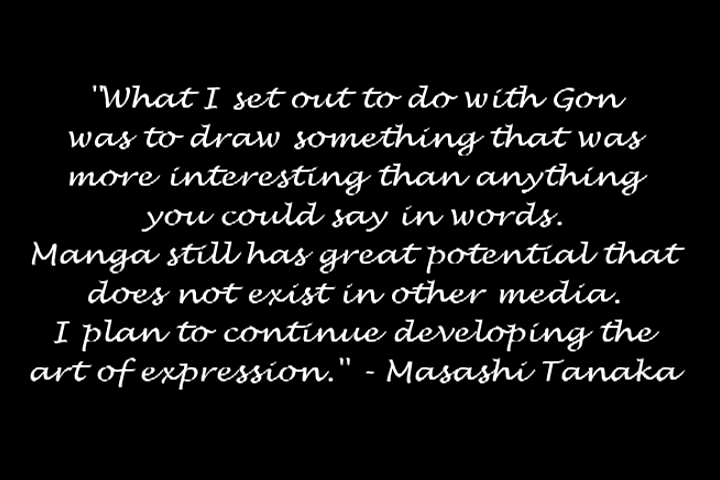 "What I set out to do with Gon
was to draw something that was
more interesting than anything
you could say in words.
Manga still has great potential that
does not exist in other media.
I plan to continue developing the
art of expression." - Masashi Tanaka